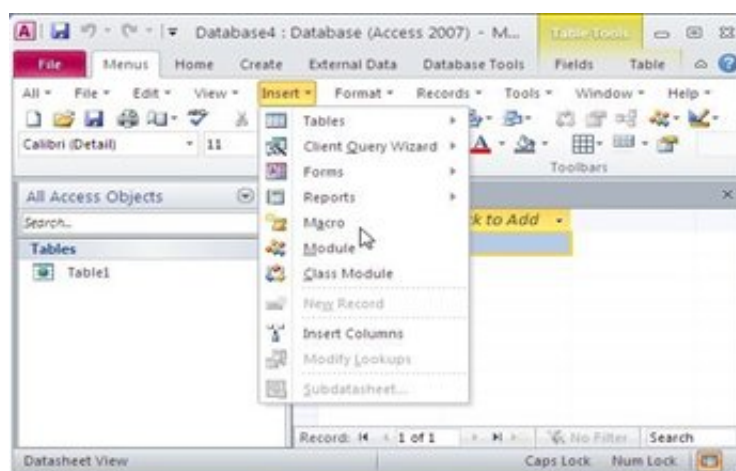 Database4 : Database (Access 2007) - M... Table Tools
File Menus Home Create External Data Database Tools Fields Table
All File Edit View Insert Format Records Tools Window Help
Calibri (Detail) 11
Toolbars
All Access Objects
Search..
Tables
Table1
Tables
Client Query Wizard
Forms
Reports
Macro
Module
Class Module
New Record
Insert Columns
Modify Lookups
Subdatasheet...
k to Add
Record: 1 of 1 No Filter Search
Datasheet View Caps Lock Num Lock